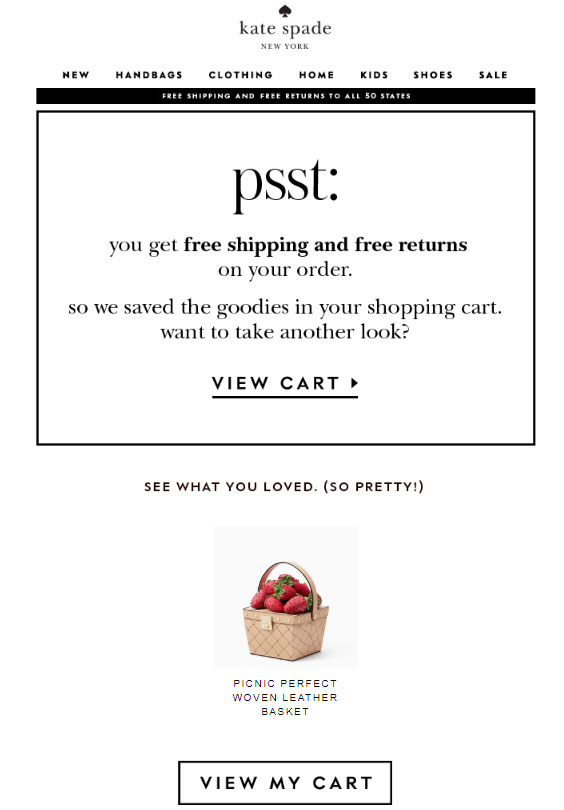 kate spade
NEW YORK
NEW HANDBAGS CLOTHING HOME KIDS SHOES SALE
FREE SHIPPING AND FREE RETURNS TO ALL 50 STATES
psst:
you get free shipping and free returns
on your order.
so we saved the goodies in your shopping cart.
want to take another look?
VIEW CART
SEE WHAT YOU LOVED. (SO PRETTY!)
PICNIC PERFECT
WOVEN LEATHER
BASKET
VIEW MY CART